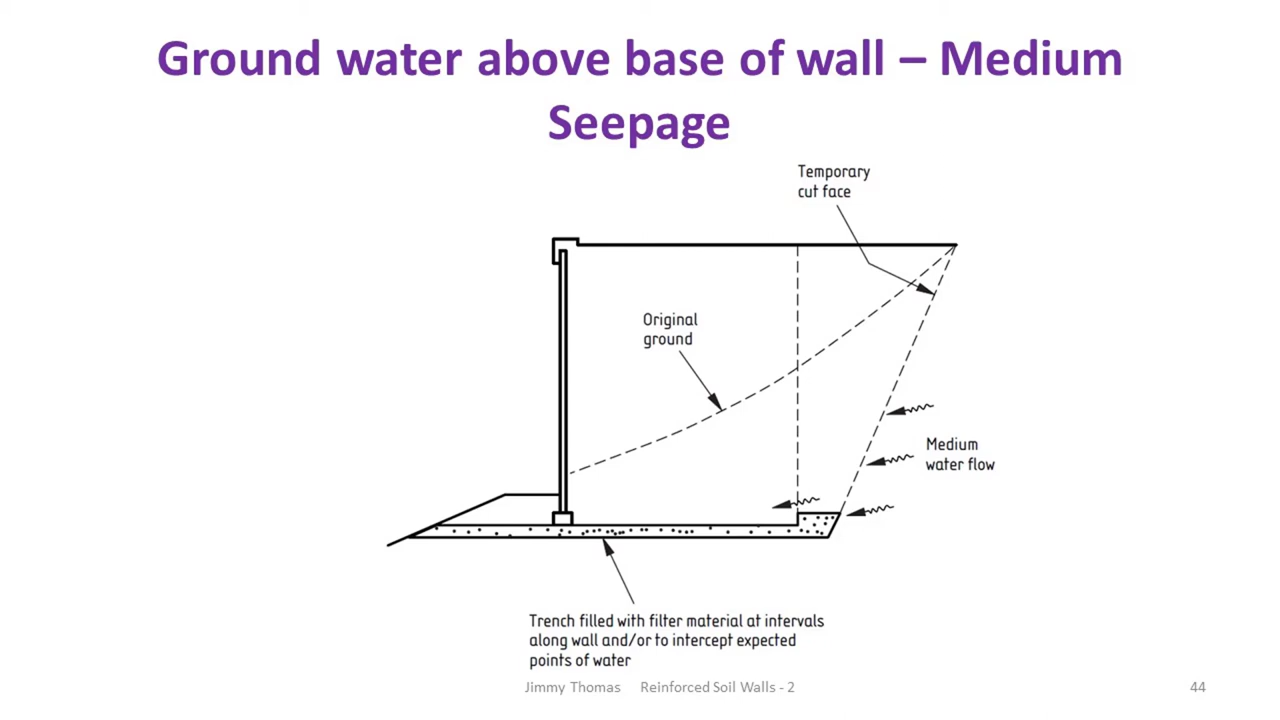 Ground water above base of wall – Medium
Seepage
Temporary
cut face
Original
ground
Medium
water flow
Trench filled with filter material at intervals
along wall and/or to intercept expected
points of water
Jimmy Thomas Reinforced Soil Walls - 2
44